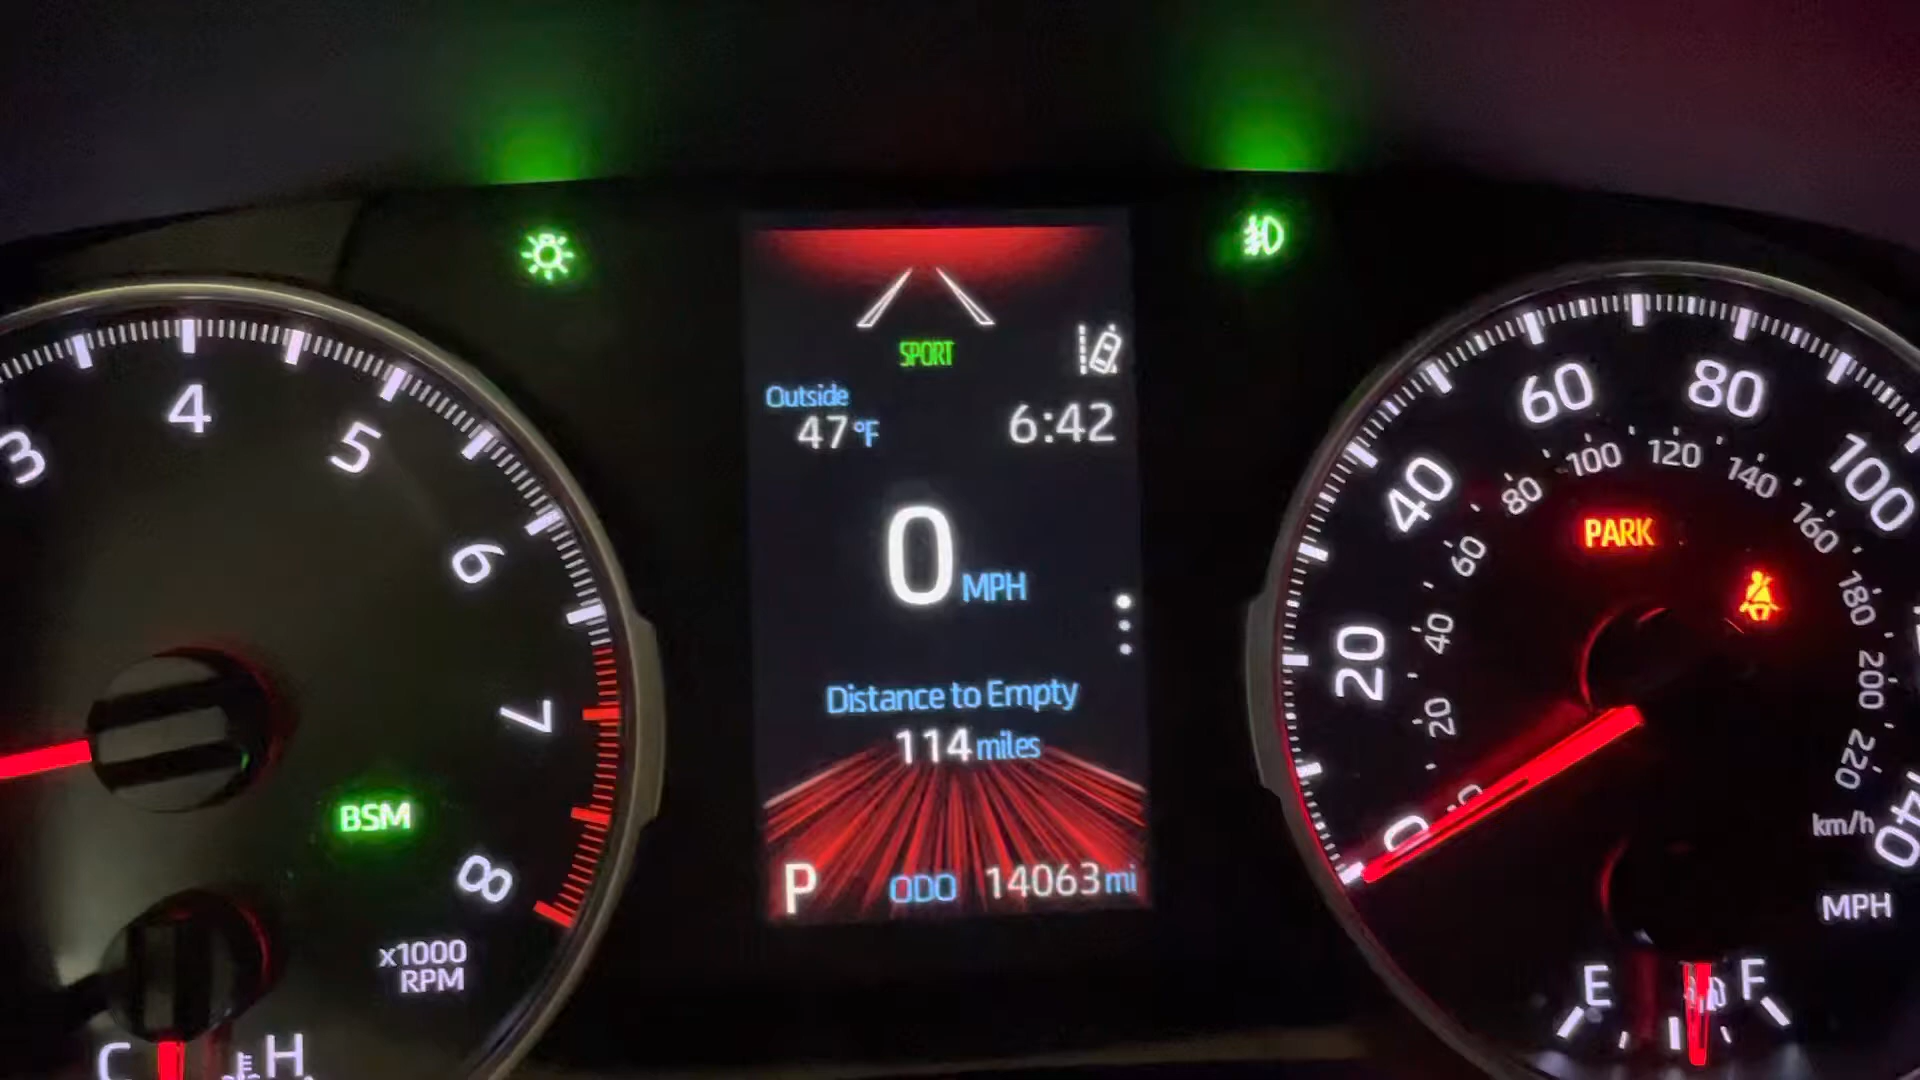 SPORT
Outside
47 °F
6:42
0 MPH
Distance to Empty
114 miles
P ODO 14063 mi
3
4
5
6
7
8
BSM
x1000
RPM
C H
0
20
40
60
80
100
20
40
60
80
100
120
140
160
180
200
220
km/h
MPH
PARK
E F